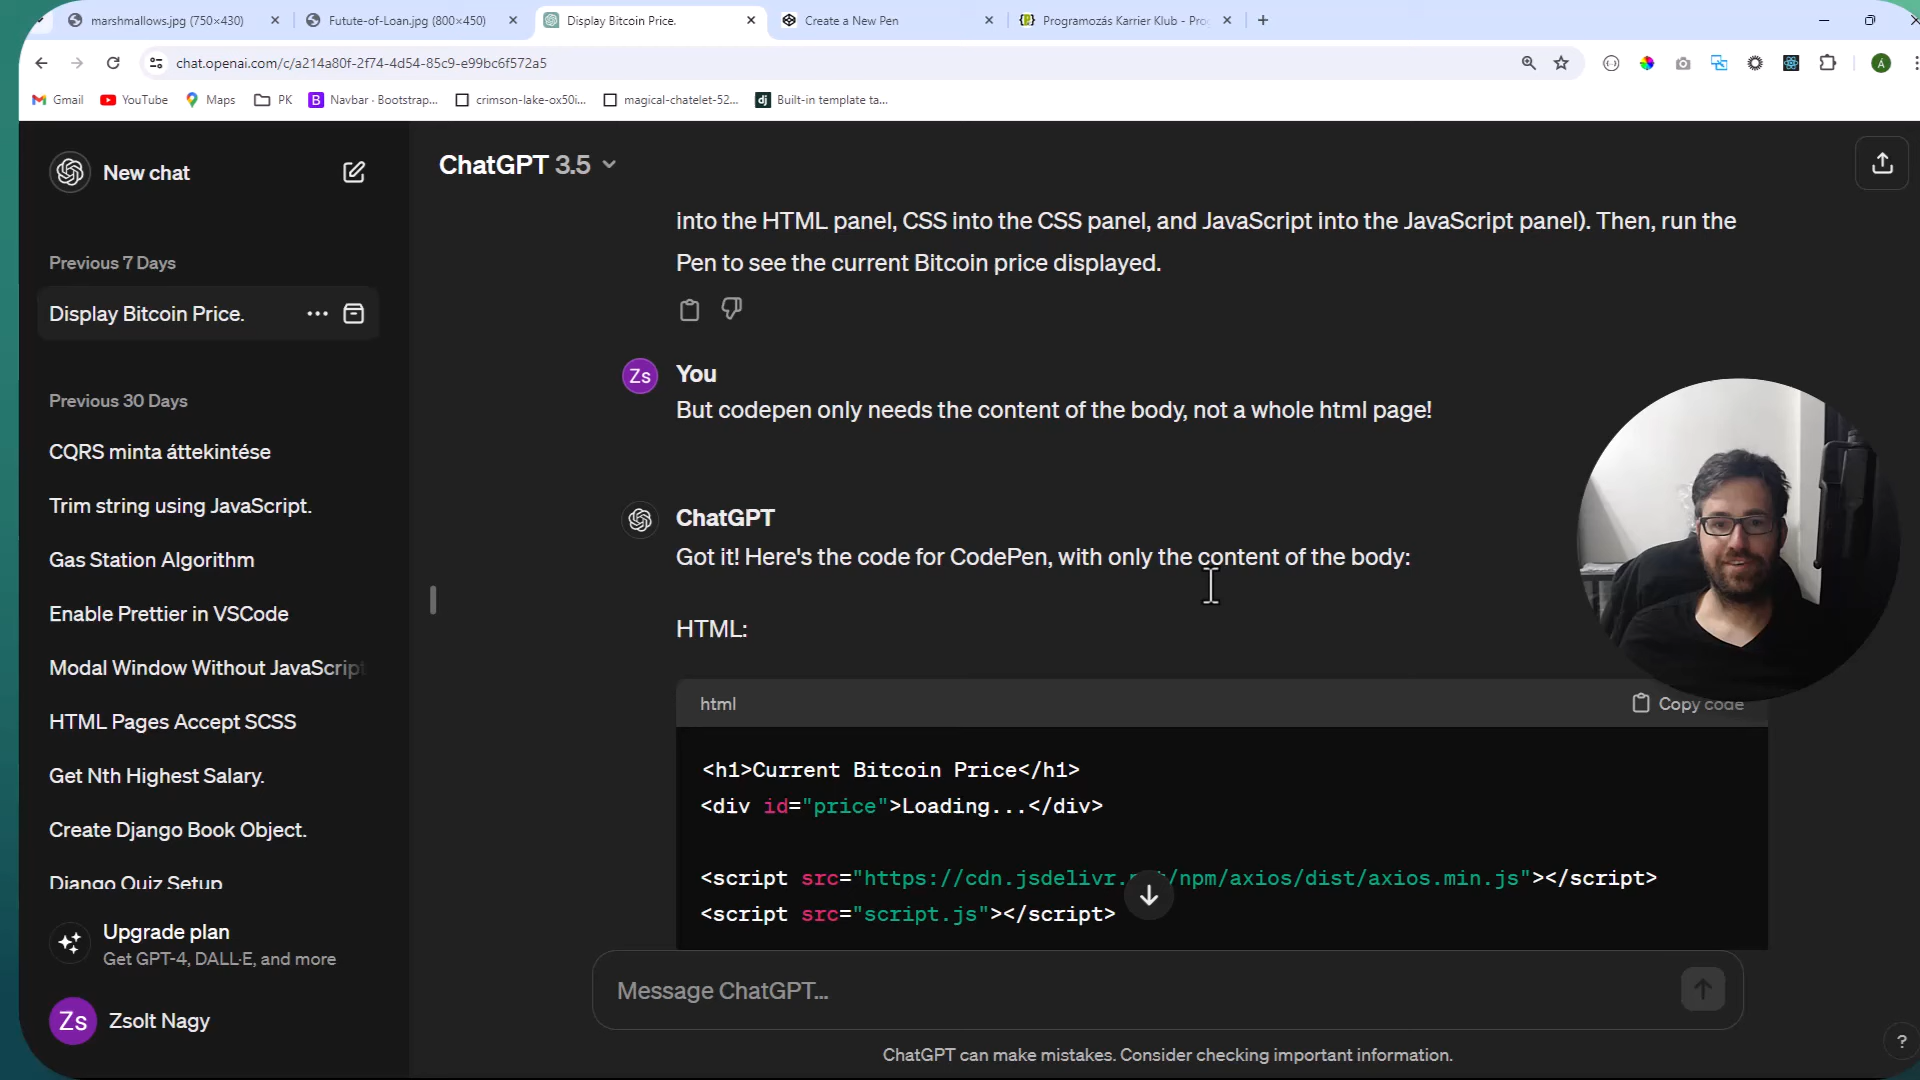 marshmallows.jpg (750×430)
Futute-of-Loan.jpg (800×450)
Display Bitcoin Price.
Create a New Pen
Programozás Karrier Klub - Pro
chat.openai.com/c/a214a80f-2f74-4d54-85c9-e99bc6f572a5
Á
Gmail
YouTube
Maps
PK
B
Navbar · Bootstrap...
crimson-lake-ox50i...
magical-chatelet-52...
dj
Built-in template ta...
New chat
ChatGPT 3.5
Previous 7 Days
Display Bitcoin Price.
Previous 30 Days
CQRS minta áttekintése
Trim string using JavaScript.
Gas Station Algorithm
Enable Prettier in VSCode
Modal Window Without JavaScript
HTML Pages Accept SCSS
Get Nth Highest Salary.
Create Django Book Object.
Django Quiz Setup
Upgrade plan
Get GPT-4, DALL·E, and more
Zs
Zsolt Nagy
into the HTML panel, CSS into the CSS panel, and JavaScript into the JavaScript panel). Then, run the
Pen to see the current Bitcoin price displayed.
Zs
You
But codepen only needs the content of the body, not a whole html page!
ChatGPT
Got it! Here's the code for CodePen, with only the content of the body:
HTML:
html
Copy code
<h1>Current Bitcoin Price</h1>
<div id="price">Loading...</div>
<script src="https://cdn.jsdelivr.net/npm/axios/dist/axios.min.js"></script>
<script src="script.js"></script>
Message ChatGPT...
ChatGPT can make mistakes. Consider checking important information.
?